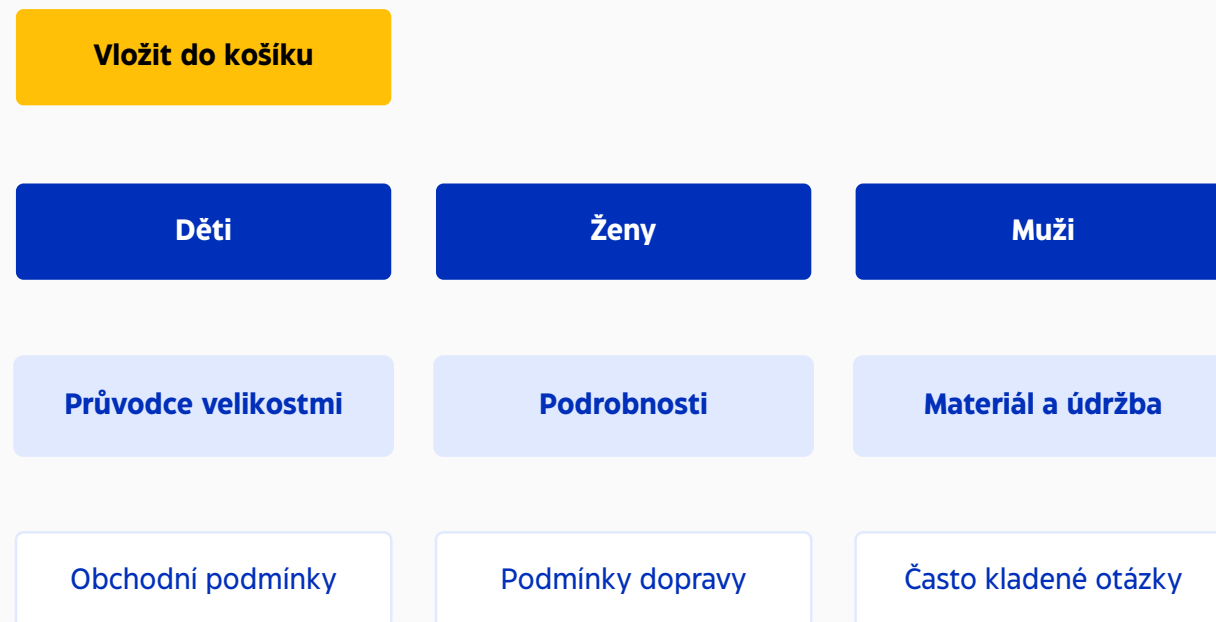 Vložit do košíku
Děti
Ženy
Muži
Průvodce velikostmi
Podrobnosti
Materiál a údržba
Obchodní podmínky
Podmínky dopravy
Často kladené otázky